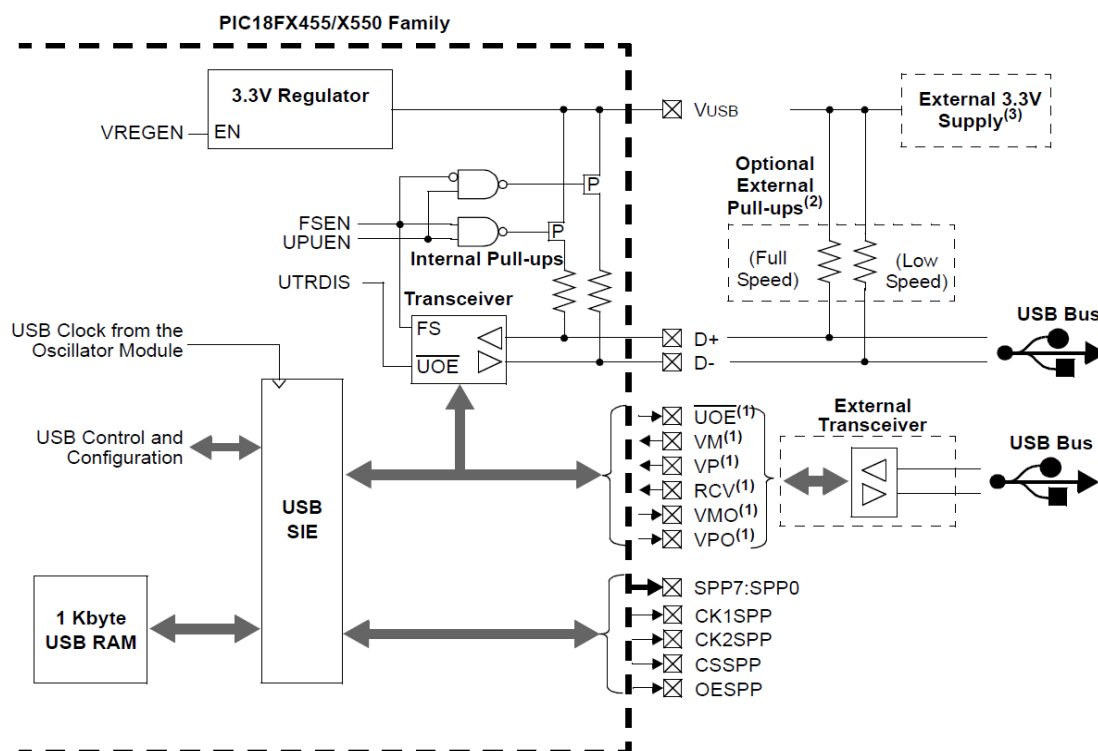 PIC18FX455/X550 Family
3.3V Regulator
VREGEN
EN
VUSB
External 3.3V
Supply(3)
Optional
External
Pull-ups(2)
P
FSEN
UPUEN
P
Internal Pull-ups
(Full
Speed)
(Low
Speed)
UTRDIS
Transceiver
FS
UOE
USB Clock from the
Oscillator Module
D+
D-
USB Bus
USB Control and
Configuration
UOE(1)
VM(1)
VP(1)
RCV(1)
VMO(1)
VPO(1)
External
Transceiver
USB Bus
USB
SIE
1 Kbyte
USB RAM
SPP7:SPP0
CK1SPP
CK2SPP
CSSPP
OESPP